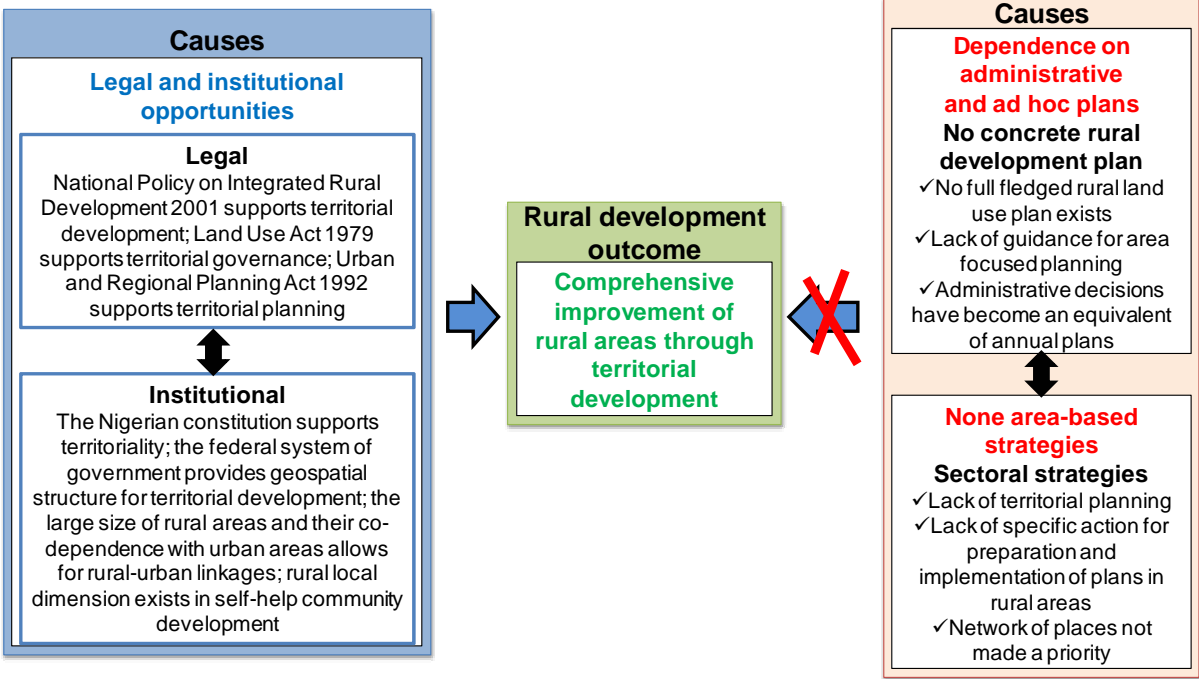 Causes
Legal and institutional
opportunities
Legal
National Policy on Integrated Rural
Development 2001 supports territorial
development; Land Use Act 1979
supports territorial governance; Urban
and Regional Planning Act 1992
supports territorial planning
Institutional
The Nigerian constitution supports
territoriality; the federal system of
government provides geospatial
structure for territorial development; the
large size of rural areas and their co-
dependence with urban areas allows
for rural-urban linkages; rural local
dimension exists in self-help community
development
Rural development
outcome
Comprehensive
improvement of
rural areas through
territorial
development
Causes
Dependence on
administrative
and ad hoc plans
No concrete rural
development plan
✓No full fledged rural land
use plan exists
✓Lack of guidance for area
focused planning
✓Administrative decisions
have become an equivalent
of annual plans
None area-based
strategies
Sectoral strategies
✓Lack of territorial planning
✓Lack of specific action for
preparation and
implementation of plans in
rural areas
✓Network of places not
made a priority